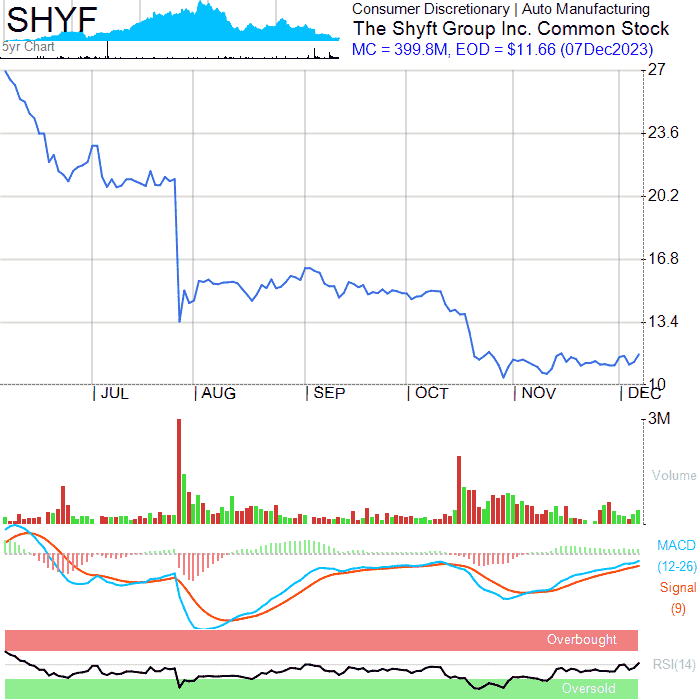 SHYF
5yr Chart
Consumer Discretionary | Auto Manufacturing
The Shyft Group Inc. Common Stock
MC = 399.8M, EOD = $11.66 (07Dec2023)
27
23.6
20.2
16.8
13.4
10
JUL AUG SEP OCT NOV DEC
3M
Volume
MACD
(12-26)
Signal
(9)
Overbought
RSI(14)
Oversold